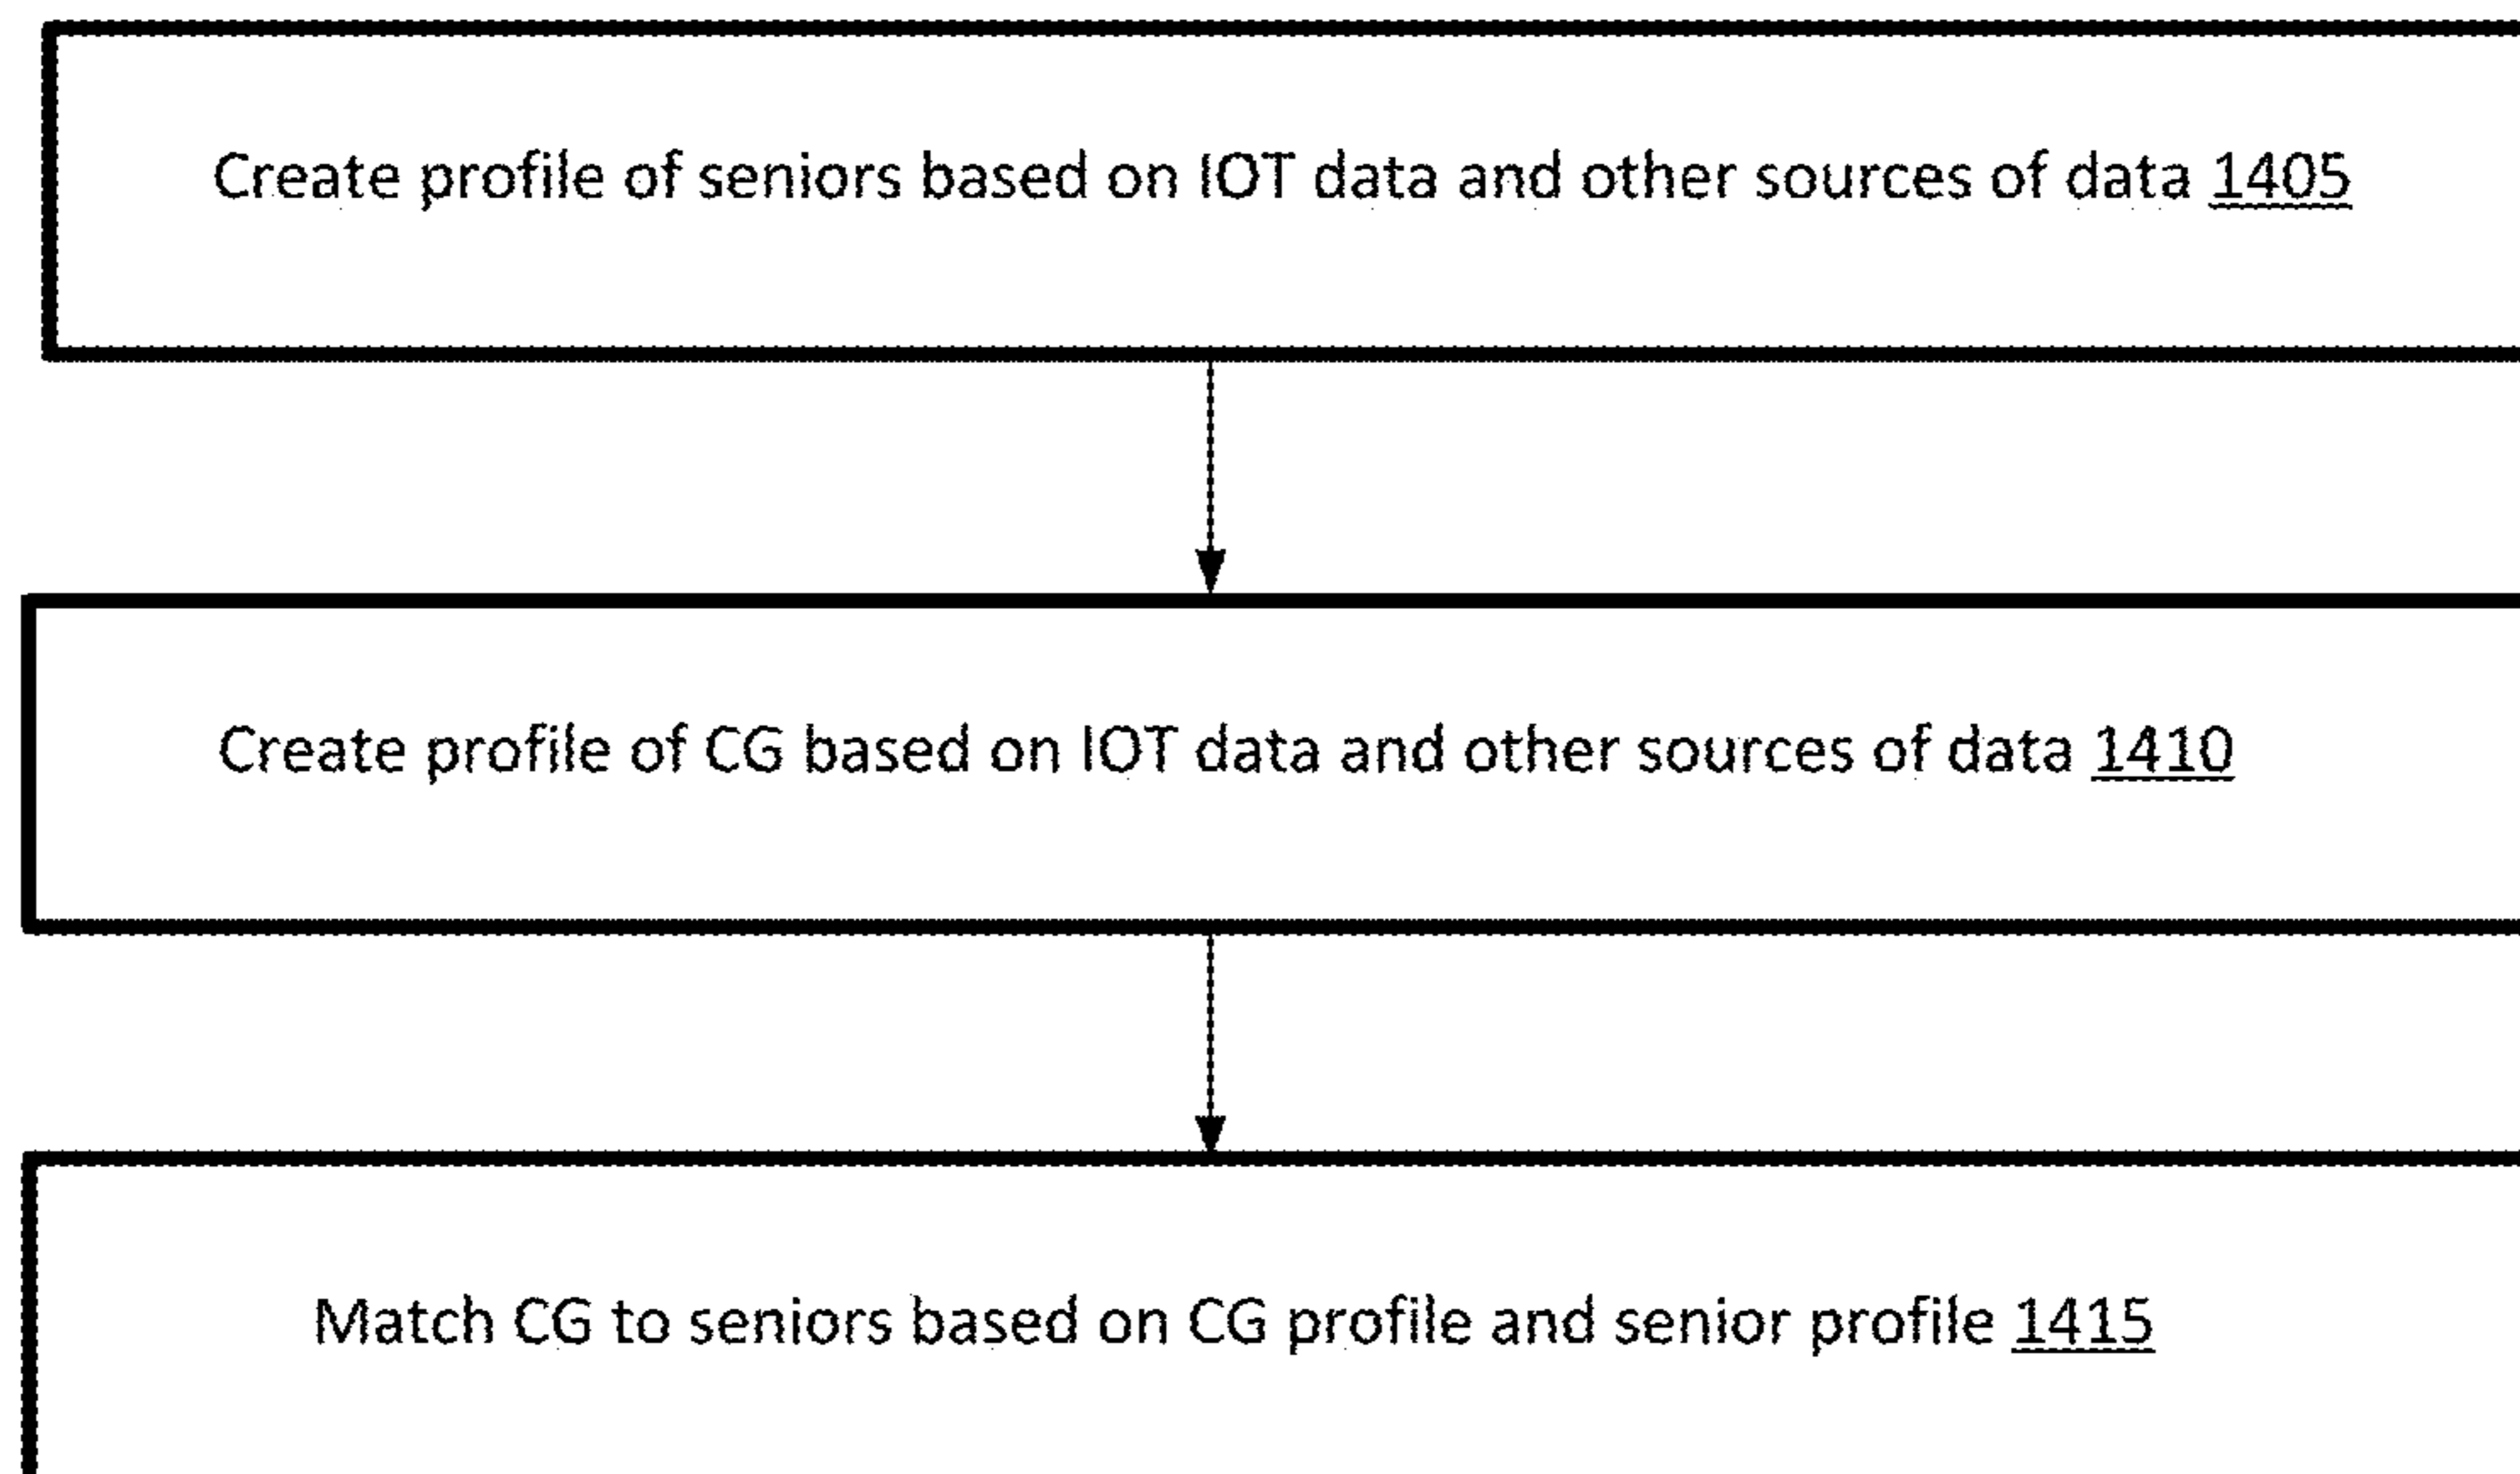 Create profile of seniors based on IOT data and other sources of data 1405
Create profile of CG based on IOT data and other sources of data 1410
Match CG to seniors based on CG profile and senior profile 1415